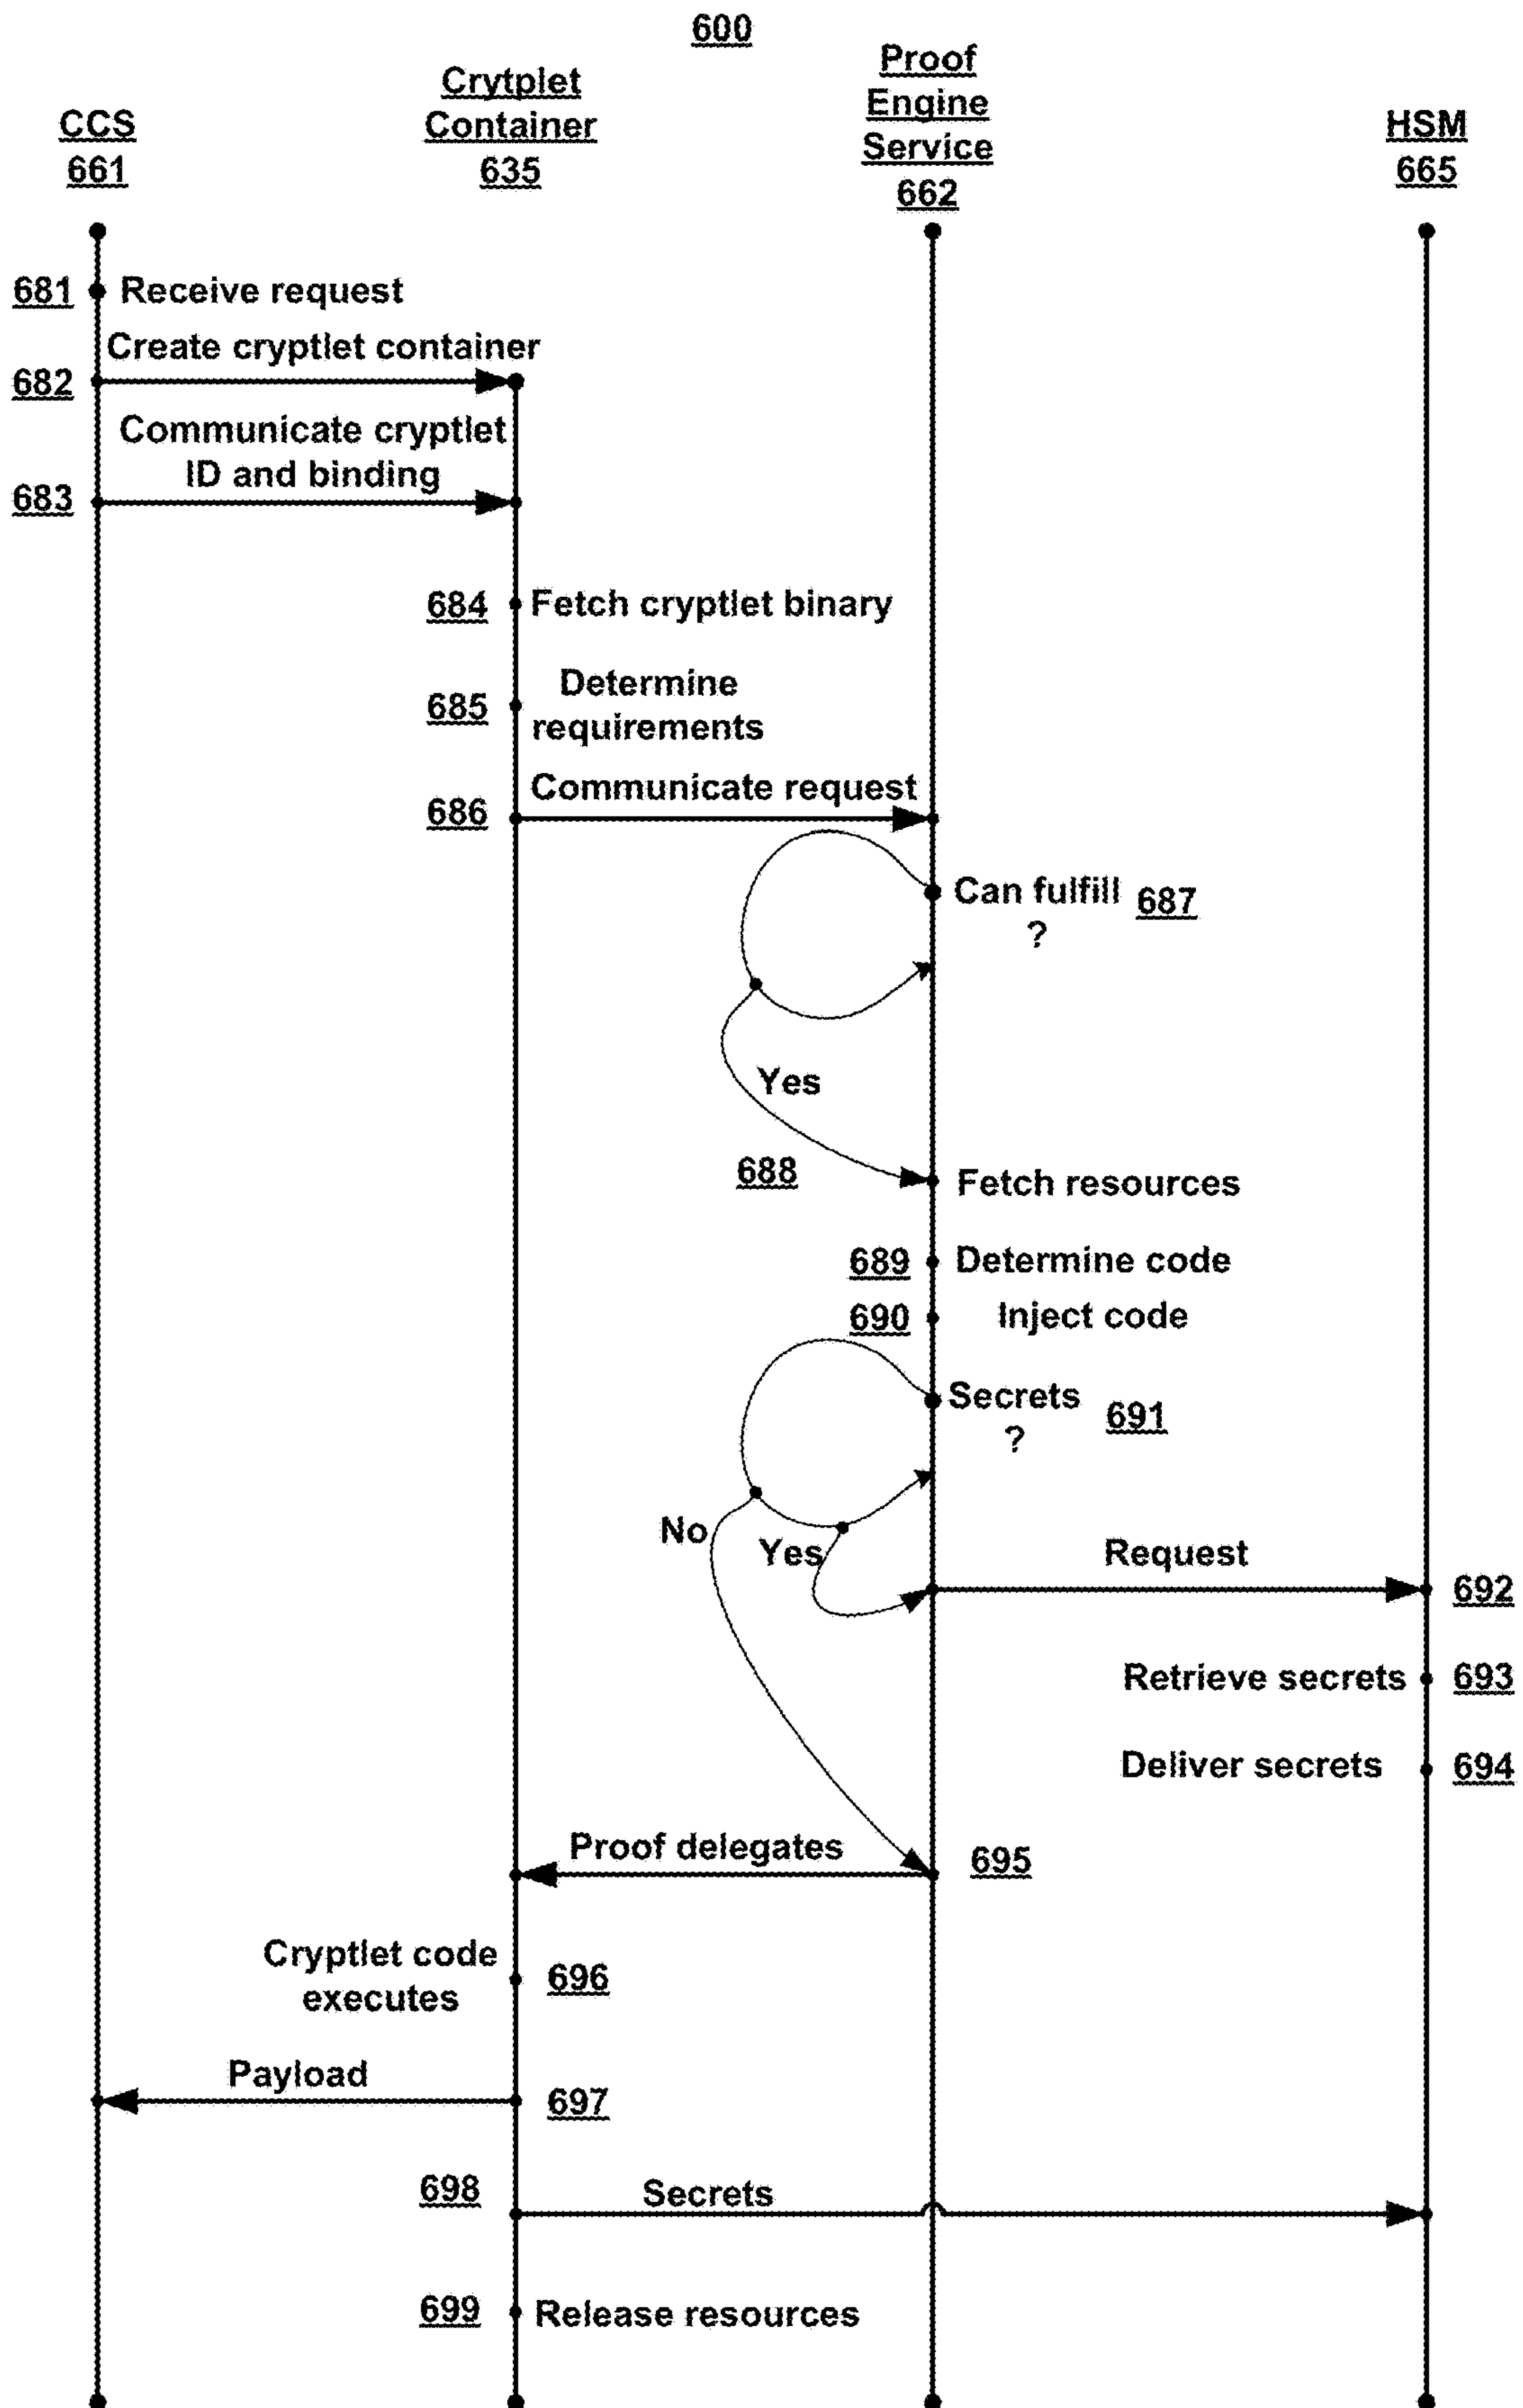 600
CCS
661
Crytplet
Container
635
Proof
Engine
Service
662
HSM
665
681
Receive request
Create cryptlet container
682
Communicate cryptlet
ID and binding
683
684
Fetch cryptlet binary
685
Determine
requirements
Communicate request
686
Can fulfill
?
687
Yes
688
Fetch resources
689
Determine code
690
Inject code
Secrets
?
691
No
Yes
Request
692
Retrieve secrets
693
Deliver secrets
694
Proof delegates
695
Cryptlet code
executes
696
Payload
697
698
Secrets
699
Release resources